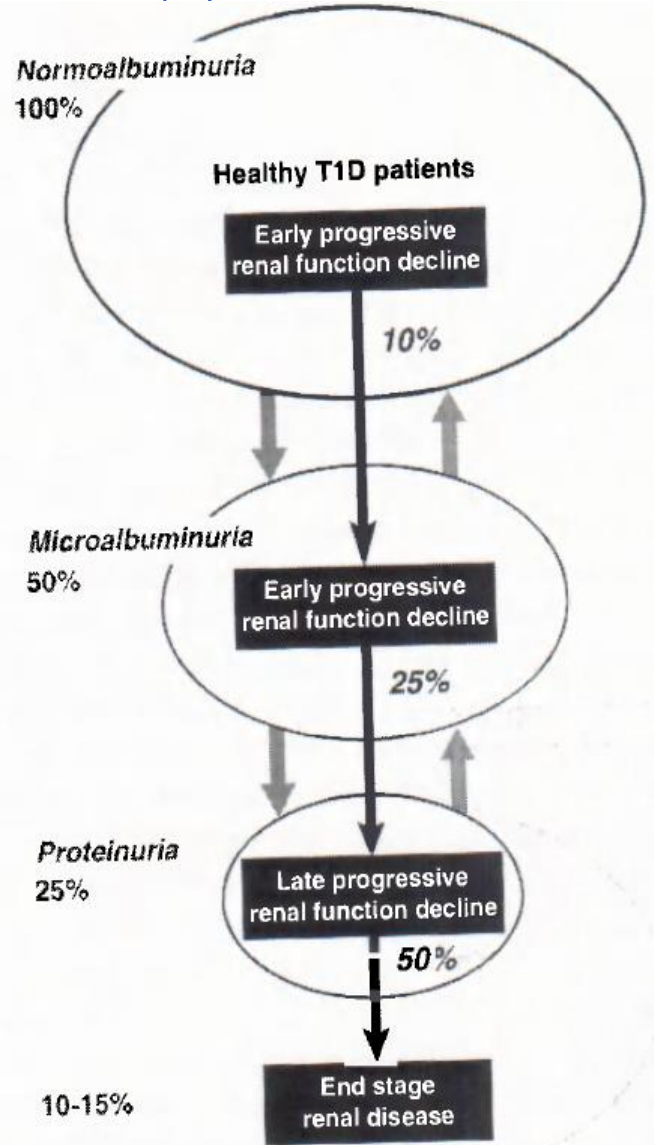 Normoalbuminuria
100%
Healthy T1D patients
Early progressive
renal function decline
10%
Microalbuminuria
50%
Early progressive
renal function decline
25%
Proteinuria
25%
Late progressive
renal function decline
50%
10-15%
End stage
renal disease